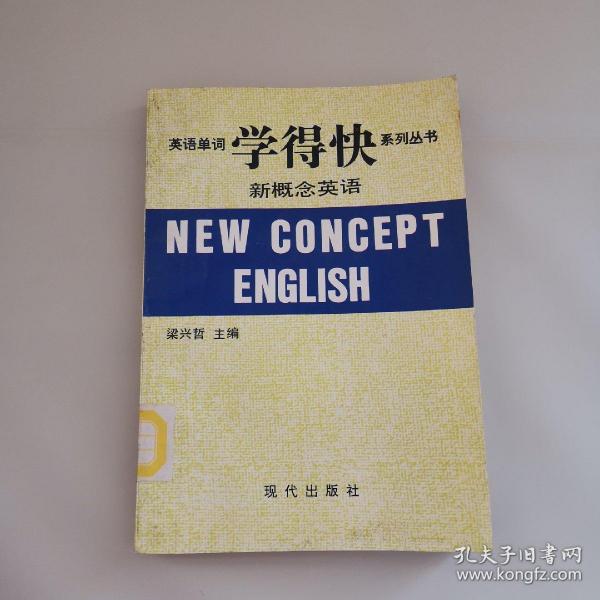 英语单词 学得快 系列丛书
新概念英语
NEW CONCEPT
ENGLISH
梁兴哲 主编
现代出版社
孔夫子旧书网
www.kongfz.com